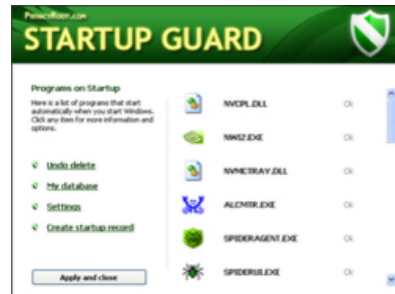 PrivacyRoot.com
STARTUP GUARD
Programs on Startup
Here is a list of programs that start
automatically when you start Windows.
Click any item for more information and
options.
Undo delete
My database
Settings
Create startup record
Apply and close
NVCPL.DLL Ok
NWIZ.EXE Ok
NVMCTRAY.DLL Ok
ALCMTR.EXE Ok
SPIDERAGENT.EXE Ok
SPIDERUI.EXE Ok